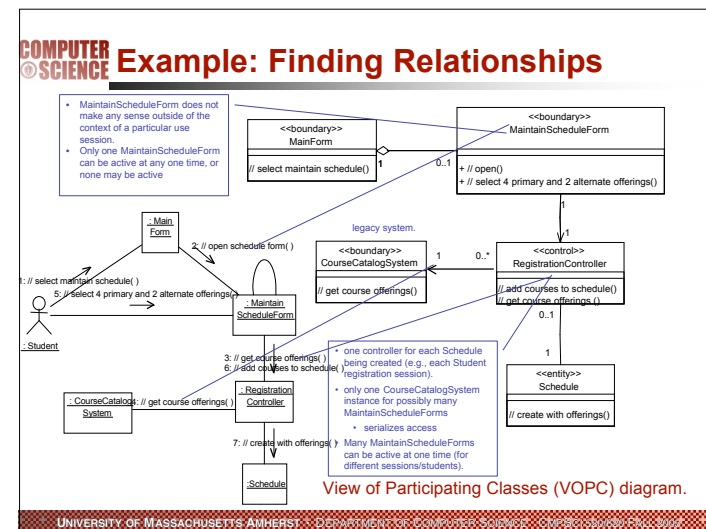 COMPUTER
SCIENCE
Example: Finding Relationships
• MaintainScheduleForm does not
make any sense outside of the
context of a particular use
session.
• Only one MaintainScheduleForm
can be active at any one time, or
none may be active
<<boundary>>
MainForm
// select maintain schedule()
1
0..1
<<boundary>>
MaintainScheduleForm
+ // open()
+ // select 4 primary and 2 alternate offerings()
1
1
legacy system.
<<boundary>>
CourseCatalogSystem
// get course offerings()
1
0..*
<<control>>
RegistrationController
// add courses to schedule()
// get course offerings ()
0..1
1
<<entity>>
Schedule
// create with offerings()
: Main
Form
2: // open schedule form( )
1: // select maintain schedule( )
5: // select 4 primary and 2 alternate offerings( )
: Student
: Maintain
ScheduleForm
3: // get course offerings( )
6: // add courses to schedule( )
: CourseCatalog
System
4: // get course offerings( )
: Registration
Controller
7: // create with offerings( )
:Schedule
• one controller for each Schedule
being created (e.g., each Student
registration session).
• only one CourseCatalogSystem
instance for possibly many
MaintainScheduleForms
• serializes access
• Many MaintainScheduleForms
can be active at one time (for
different sessions/students).
View of Participating Classes (VOPC) diagram.
UNIVERSITY OF MASSACHUSETTS AMHERST · DEPARTMENT OF COMPUTER SCIENCE · CMPSCI 520/620 FALL